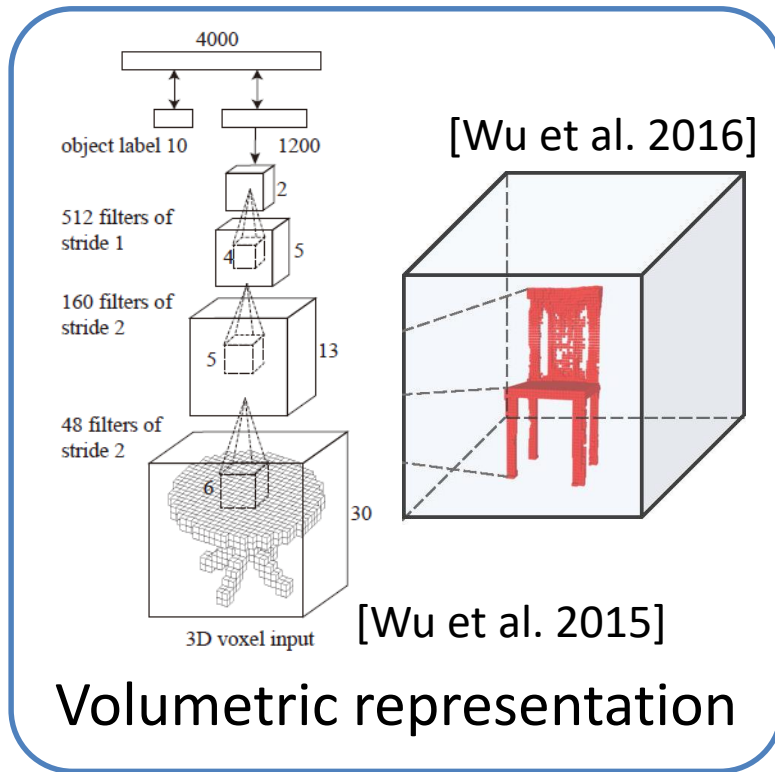 4000
object label 10
1200
[Wu et al. 2016]
2
512 filters of
stride 1
4
5
160 filters of
stride 2
5
13
48 filters of
stride 2
6
30
3D voxel input
[Wu et al. 2015]
Volumetric representation